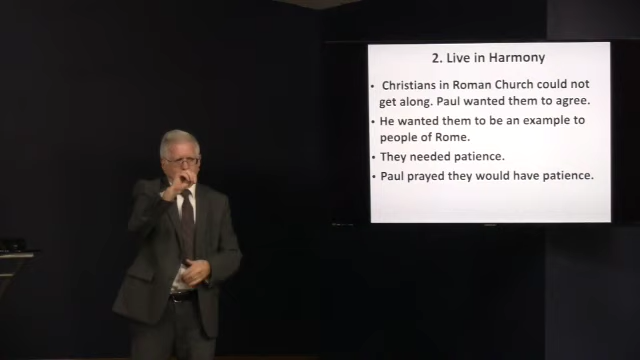 2. Live in Harmony
• Christians in Roman Church could not
get along. Paul wanted them to agree.
• He wanted them to be an example to
people of Rome.
• They needed patience.
• Paul prayed they would have patience.